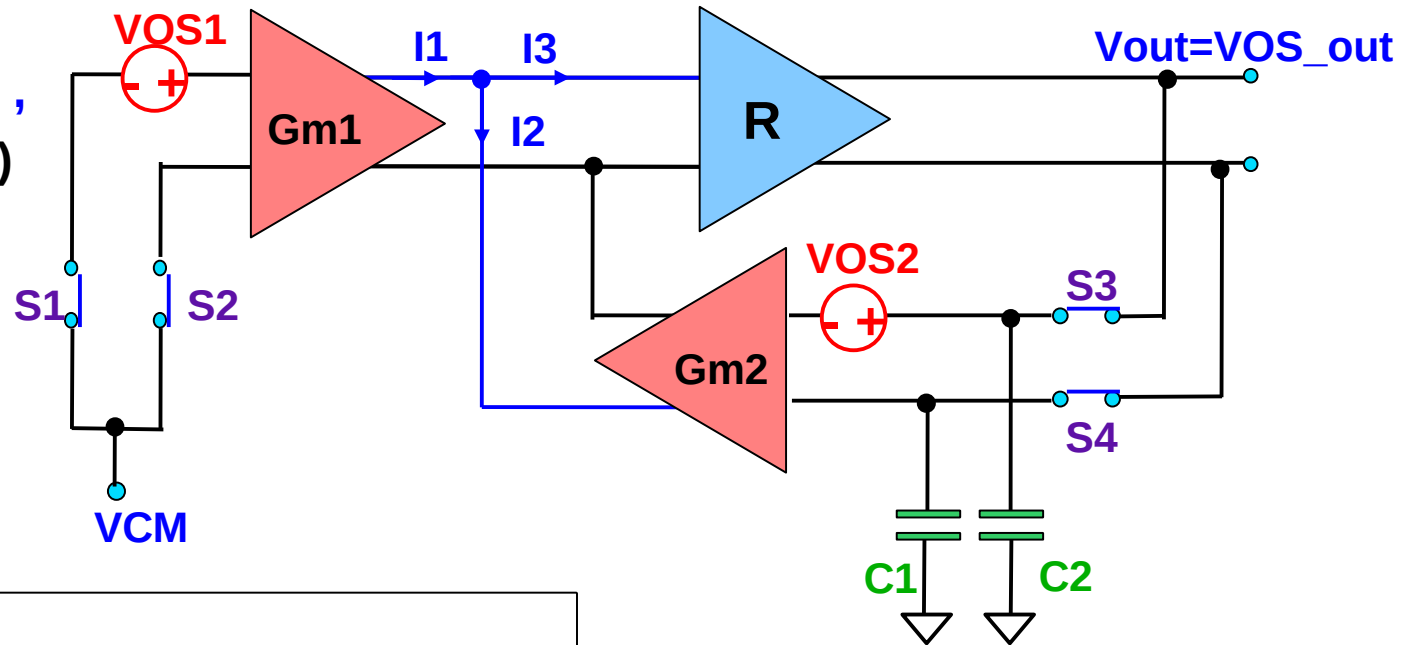 VOS1
- +
I1
I3
Vout=VOS_out
,
Gm1
I2
R
)
VOS2
S3
S1
S2
- +
Gm2
S4
VCM
C1
C2